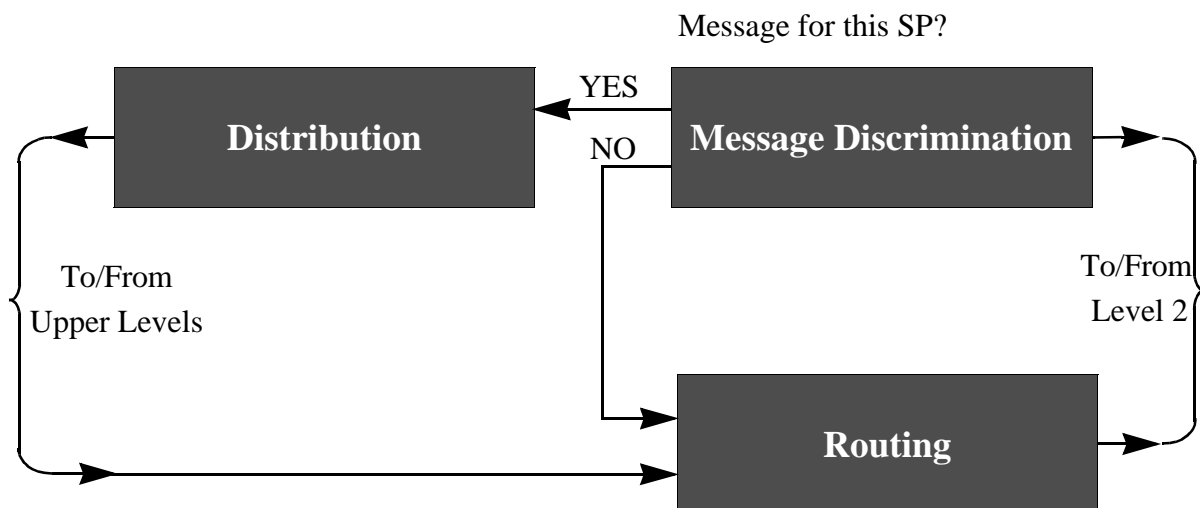 Message for this SP?
YES
Distribution
Message Discrimination
NO
To/From
Upper Levels
To/From
Level 2
Routing